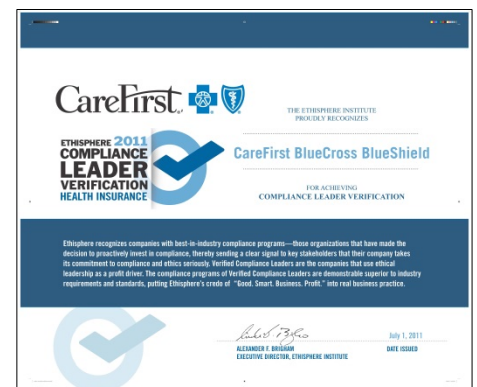 CareFirst.
THE ETHISPHERE INSTITUTE
PROUDLY RECOGNIZES
ETHISPHERE 2011
COMPLIANCE
LEADER
VERIFICATION
HEALTH INSURANCE
CareFirst BlueCross BlueShield
FOR ACHIEVING
COMPLIANCE LEADER VERIFICATION
Ethisphere recognizes companies with best-in-industry compliance programs—those organizations that have made the
decision to proactively invest in compliance, thereby sending a clear signal to key stakeholders that their company takes
its commitment to compliance and ethics seriously. Verified Compliance Leaders are the companies that use ethical
leadership as a profit driver. The compliance programs of Verified Compliance Leaders are demonstrable superior to industry
requirements and standards, putting Ethisphere's credo of "Good. Smart. Business. Profit." into real business practice.
July 1, 2011
ALEXANDER F. BRIGHAM
DATE ISSUED
EXECUTIVE DIRECTOR, ETHISPHERE INSTITUTE